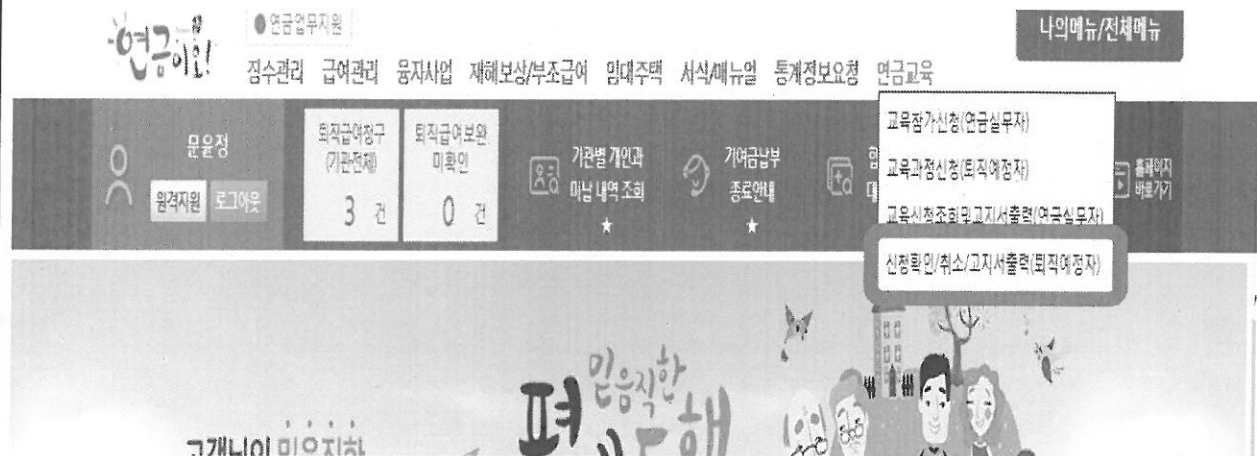 연금이요!
연금업무지원
나의메뉴/전체메뉴
징수관리 급여관리 융자사업 재해보상/부조급여 임대주택 서식/매뉴얼 통계정보요청 연금교육
문윤정
원격지원 로그아웃
퇴직급여청구
(기관전체)
3 건
퇴직급여보완
미확인
0 건
기관별 개인과
미납 내역 조회
★
기여금납부
종료안내
★
교육참가신청(연금실무자)
교육과정신청(퇴직예정자)
교육신청조회및고지서출력(연금실무자)
신청확인/취소/고지서출력(퇴직예정자)
홈페이지
바로가기
믿음직한
고객님의 믿음직한